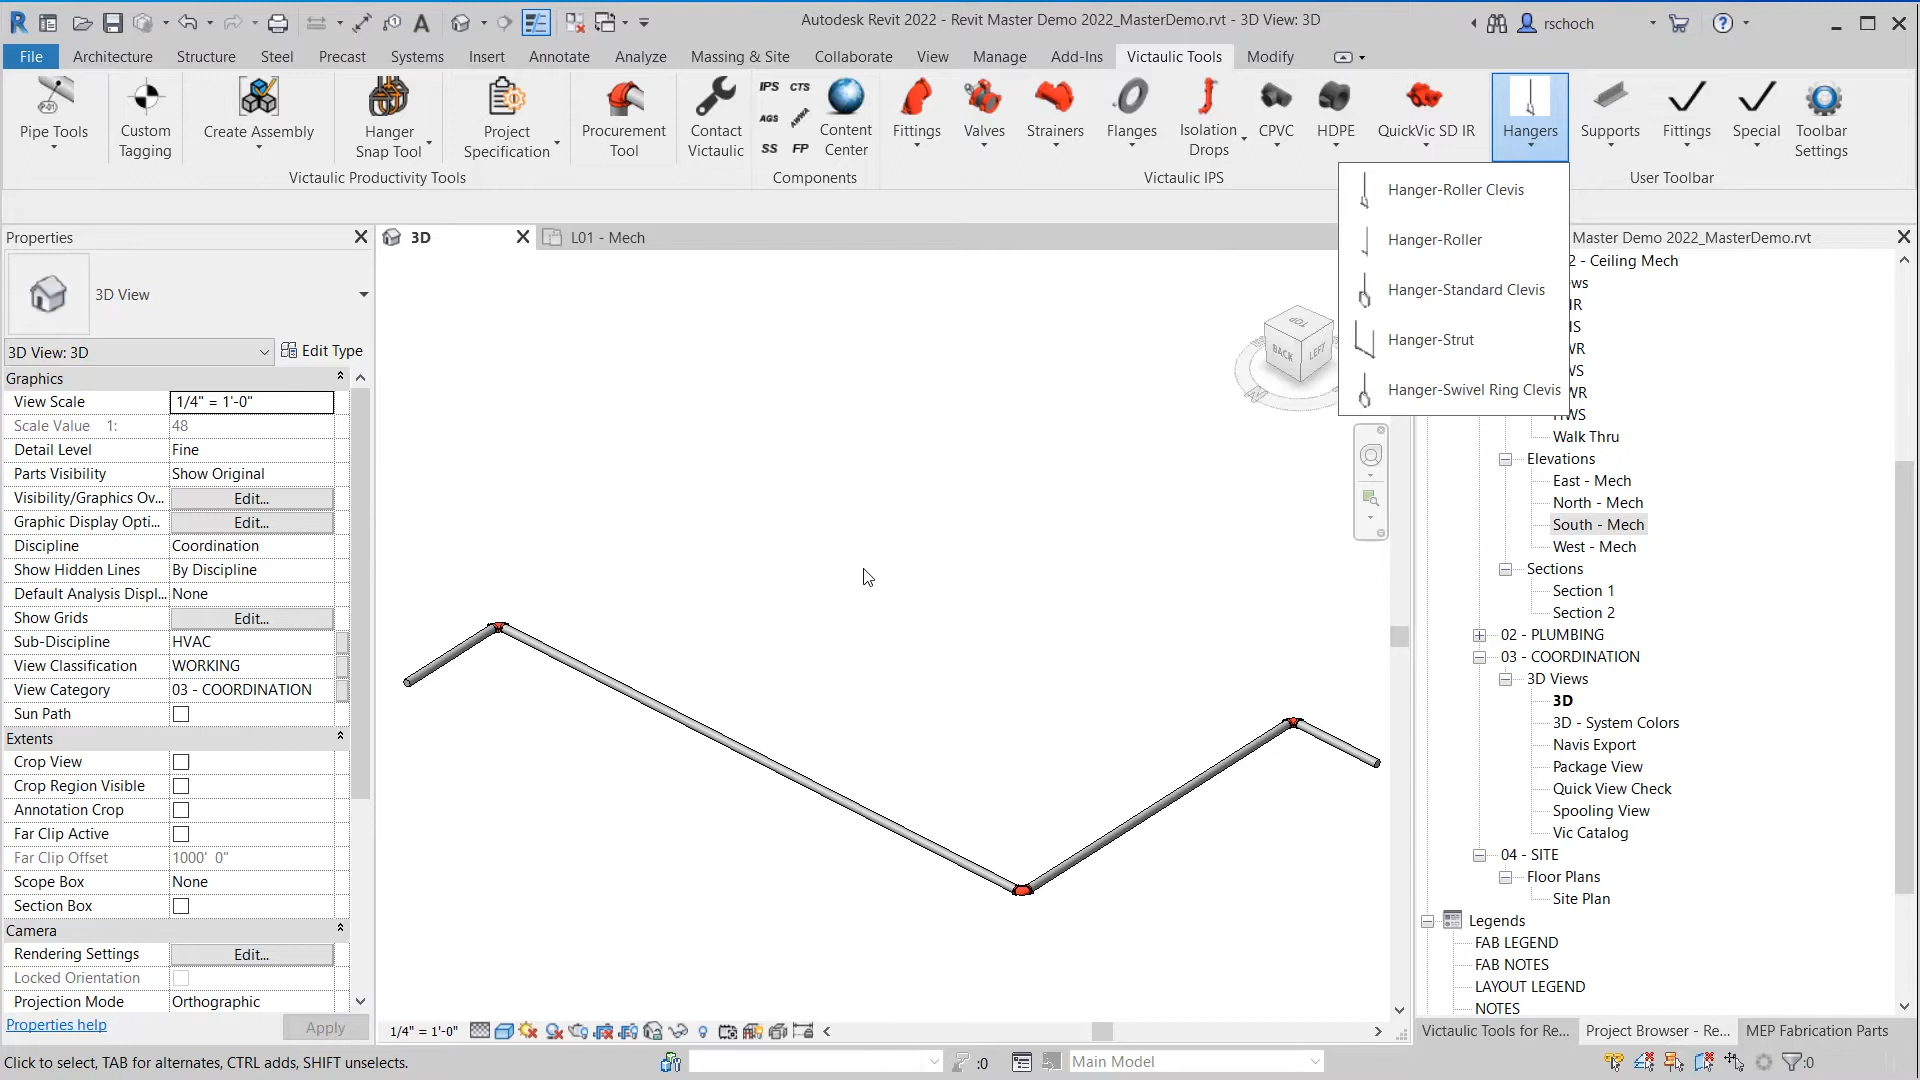 Autodesk Revit 2022 - Revit Master Demo 2022_MasterDemo.rvt - 3D View: 3D
rschoch
File Architecture Structure Steel Precast Systems Insert Annotate Analyze Massing & Site Collaborate View Manage Add-Ins Victaulic Tools Modify
Pipe Tools
Custom Tagging
Create Assembly
Hanger Snap Tool
Project Specification
Procurement Tool
Contact Victaulic
IPS CTS
AGS AWWA
SS FP
Content Center
Fittings
Valves
Strainers
Flanges
Isolation Drops
CPVC
HDPE
QuickVic SD IR
Hangers
Supports
Fittings
Special
Toolbar Settings
Victaulic Productivity Tools
Components
Victaulic IPS
User Toolbar
Hanger-Roller Clevis
Hanger-Roller
Hanger-Standard Clevis
Hanger-Strut
Hanger-Swivel Ring Clevis
Properties
3D View
3D View: 3D
Edit Type
Graphics
View Scale 1/4" = 1'-0"
Scale Value 1: 48
Detail Level Fine
Parts Visibility Show Original
Visibility/Graphics Ov... Edit...
Graphic Display Opti... Edit...
Discipline Coordination
Show Hidden Lines By Discipline
Default Analysis Displ... None
Show Grids Edit...
Sub-Discipline HVAC
View Classification WORKING
View Category 03 - COORDINATION
Sun Path
Extents
Crop View
Crop Region Visible
Annotation Crop
Far Clip Active
Far Clip Offset 1000' 0"
Scope Box None
Section Box
Camera
Rendering Settings Edit...
Locked Orientation
Projection Mode Orthographic
Properties help
Apply
3D
L01 - Mech
TOP
BACK
LEFT
1/4" = 1'-0"
Master Demo 2022_MasterDemo.rvt
2 - Ceiling Mech
Walk Thru
Elevations
East - Mech
North - Mech
South - Mech
West - Mech
Sections
Section 1
Section 2
02 - PLUMBING
03 - COORDINATION
3D Views
3D
3D - System Colors
Navis Export
Package View
Quick View Check
Spooling View
Vic Catalog
04 - SITE
Floor Plans
Site Plan
Legends
FAB LEGEND
FAB NOTES
LAYOUT LEGEND
NOTES
Victaulic Tools for Re...
Project Browser - Re...
MEP Fabrication Parts
Click to select, TAB for alternates, CTRL adds, SHIFT unselects.
:0
Main Model
:0